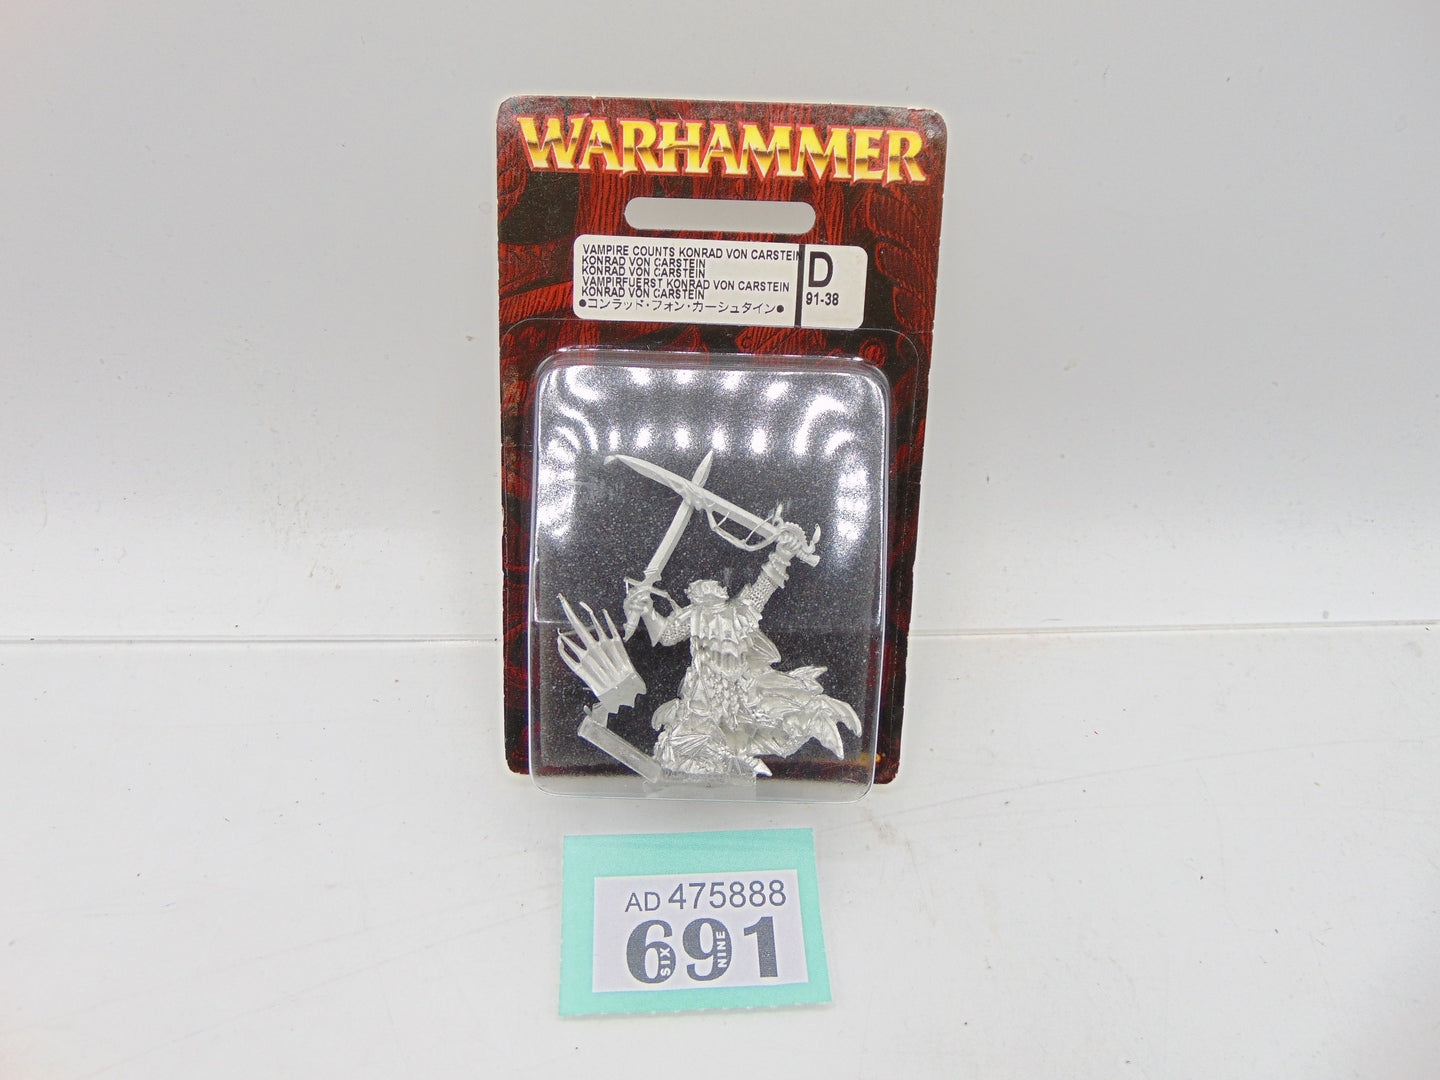 WARHAMMER
VAMPIRE COUNTS KONRAD VON CARSTEIN
KONRAD VON CARSTEIN
KONRAD VON CARSTEIN
VAMPIRFUERST KONRAD VON CARSTEIN
KONRAD VON CARSTEIN
●コンラッド・フォン・カーシュタイン●
D
91-38
AD 475888
691
SIX
NINE